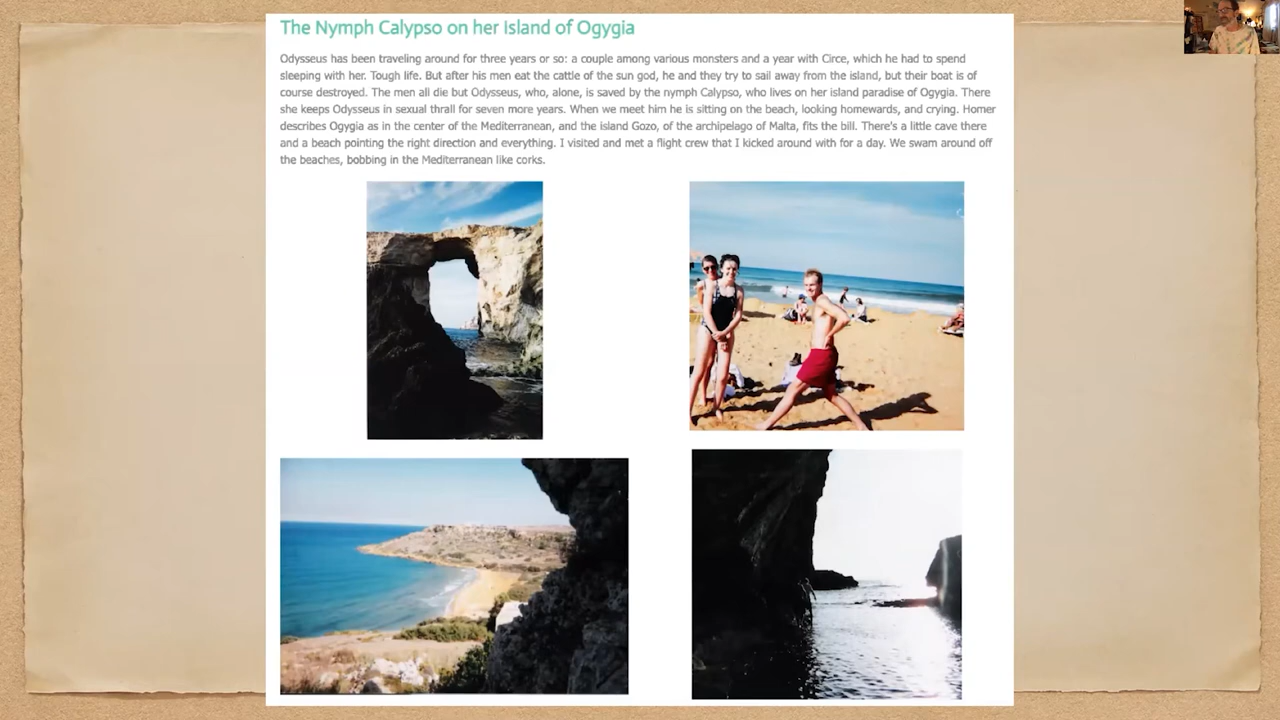 The Nymph Calypso on her Island of Ogygia
Odysseus has been traveling around for three years or so: a couple among various monsters and a year with Circe, which he had to spend
sleeping with her. Tough life. But after his men eat the cattle of the sun god, he and they try to sail away from the island, but their boat is of
course destroyed. The men all die but Odysseus, who, alone, is saved by the nymph Calypso, who lives on her island paradise of Ogygia. There
she keeps Odysseus in sexual thrall for seven more years. When we meet him he is sitting on the beach, looking homewards, and crying. Homer
describes Ogygia as in the center of the Mediterranean, and the island Gozo, of the archipelago of Malta, fits the bill. There's a little cave there
and a beach pointing the right direction and everything. I visited and met a flight crew that I kicked around with for a day. We swam around off
the beaches, bobbing in the Mediterranean like corks.